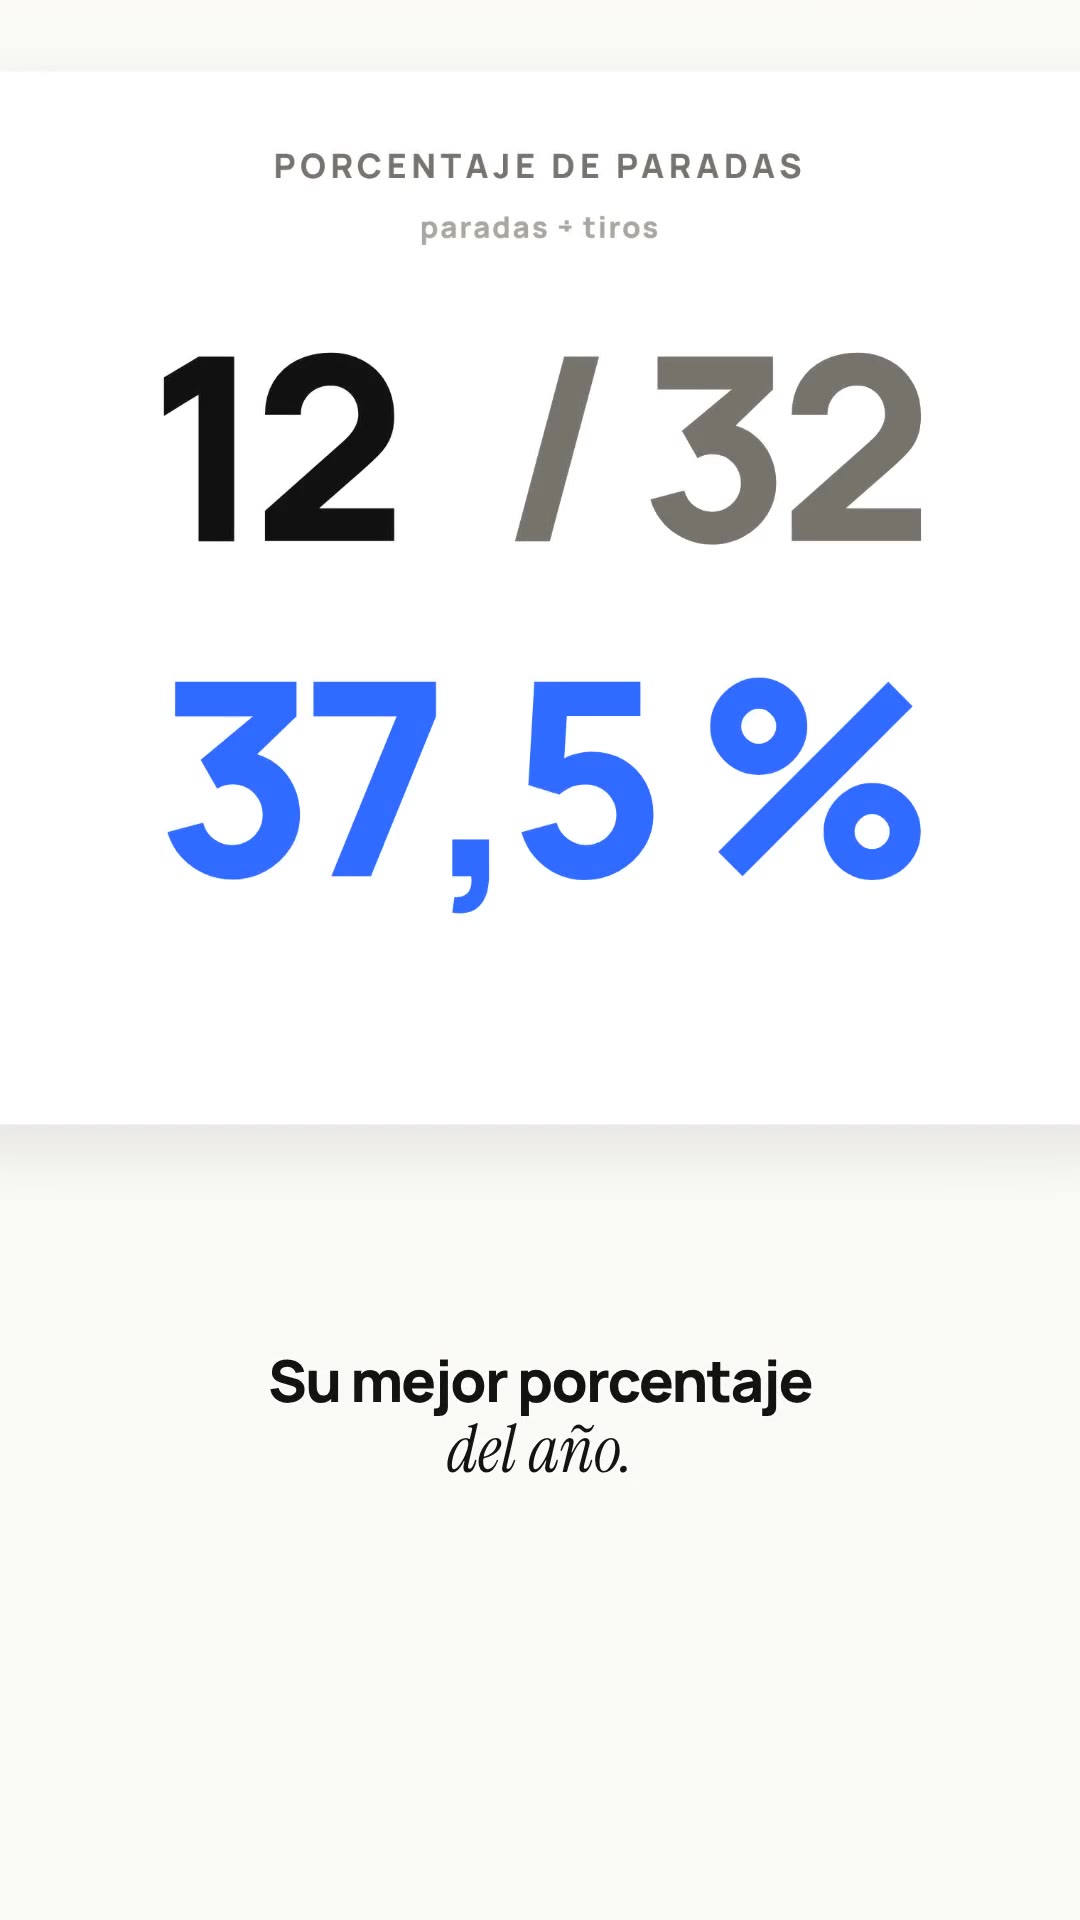 PORCENTAJE DE PARADAS
paradas ÷ tiros
12 / 32
37,5 %
Su mejor porcentaje
del año.